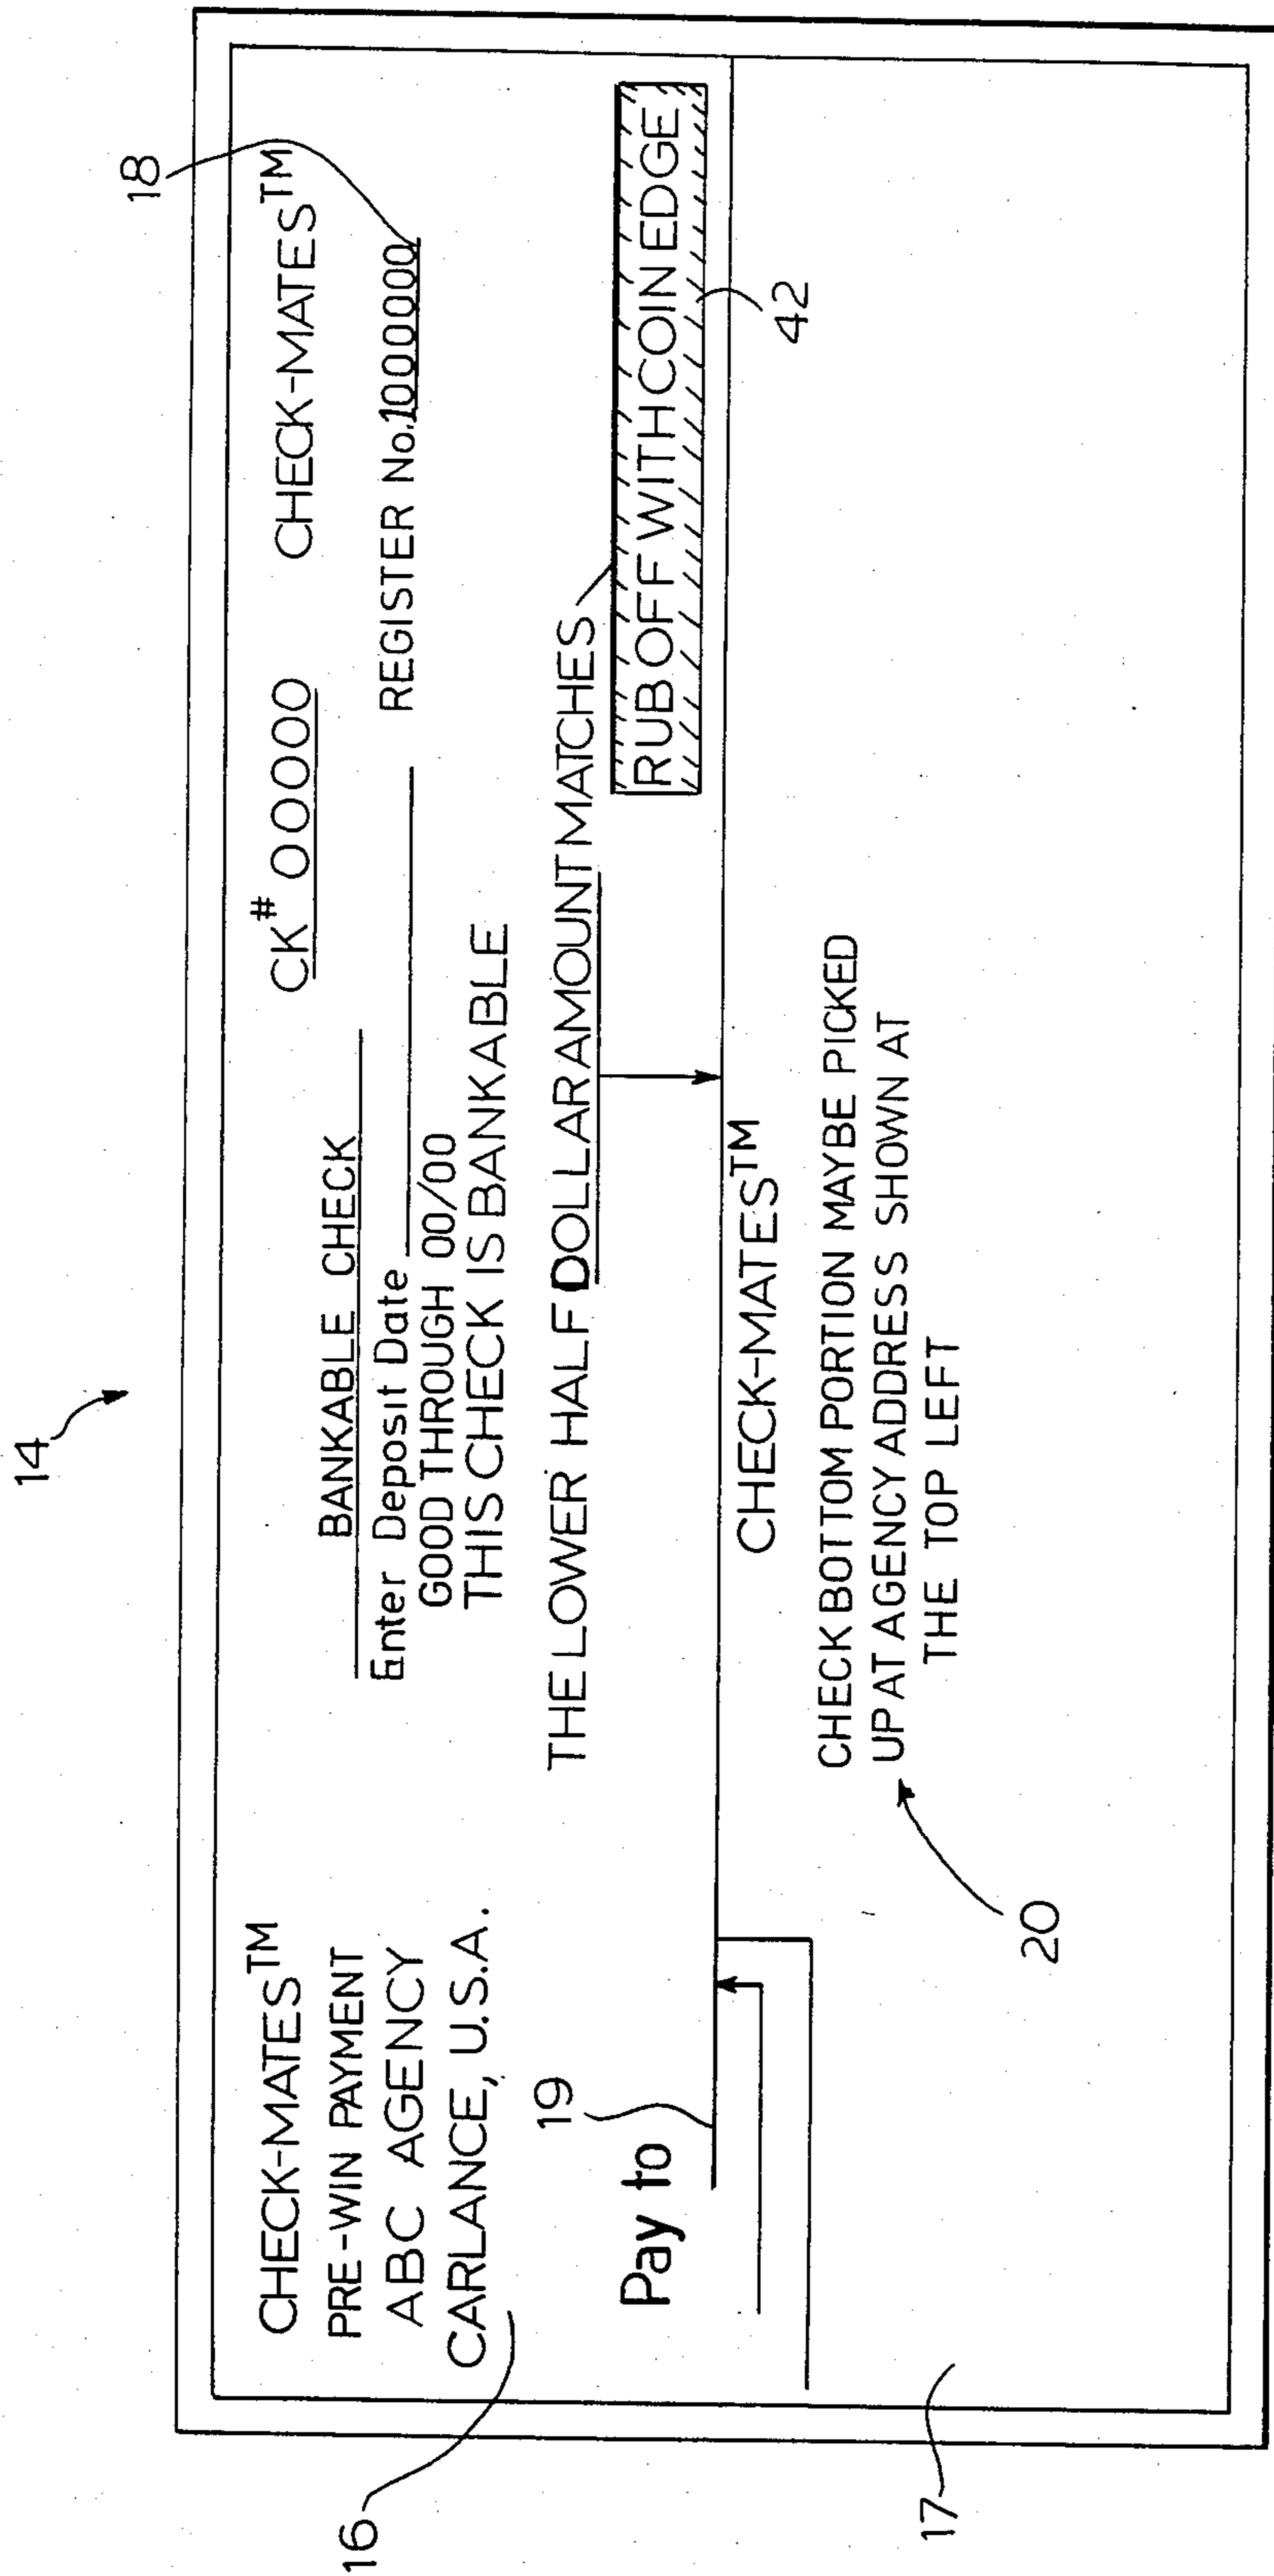 14
18
CHECK-MATES™
CK# 00000
CHECK-MATES™
PRE-WIN PAYMENT
BANKABLE CHECK
ABC AGENCY
Enter Deposit Date
REGISTER No.1000000
CARLANCE, U.S.A.
GOOD THROUGH 00/00
THIS CHECK IS BANKABLE
16
THE LOWER HALF DOLLAR AMOUNT MATCHES
19
Pay to
RUB OFF WITH COIN EDGE
42
CHECK-MATES™
CHECK BOTTOM PORTION MAYBE PICKED
UP AT AGENCY ADDRESS SHOWN AT
THE TOP LEFT
17
20